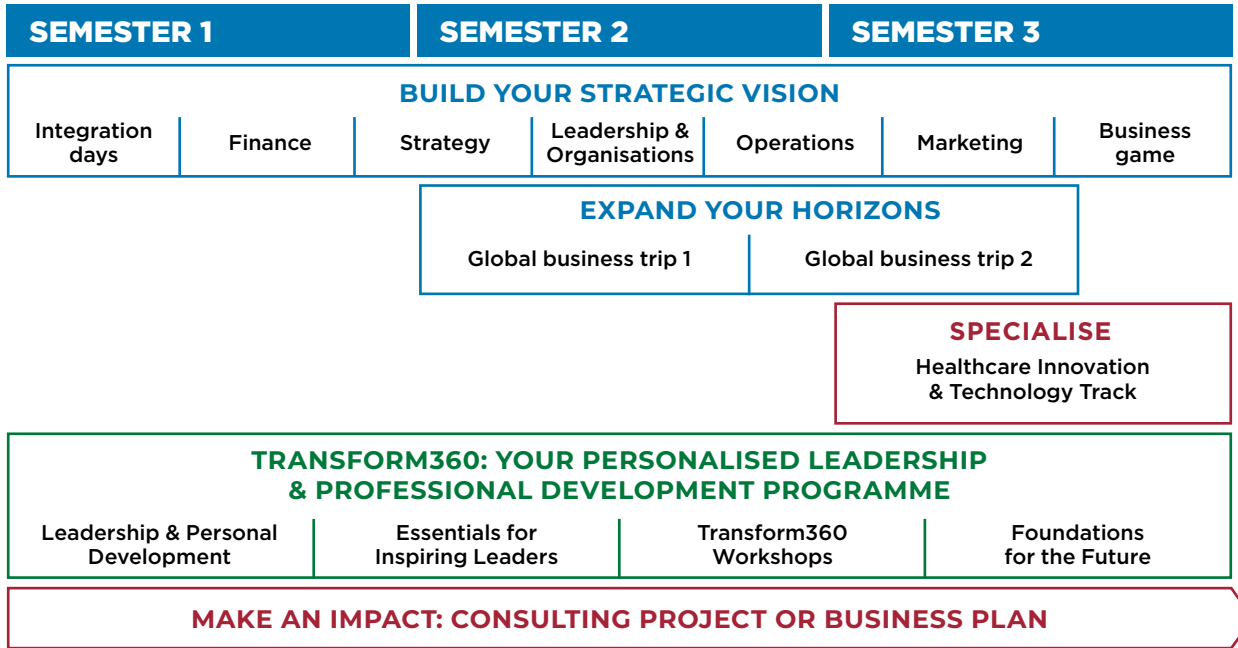 SEMESTER 1
SEMESTER 2
SEMESTER 3
BUILD YOUR STRATEGIC VISION
Integration
days
Finance
Strategy
Leadership &
Organisations
Operations
Marketing
Business
game
EXPAND YOUR HORIZONS
Global business trip 1
Global business trip 2
SPECIALISE
Healthcare Innovation
& Technology Track
TRANSFORM360: YOUR PERSONALISED LEADERSHIP
& PROFESSIONAL DEVELOPMENT PROGRAMME
Leadership & Personal
Development
Essentials for
Inspiring Leaders
Transform360
Workshops
Foundations
for the Future
MAKE AN IMPACT: CONSULTING PROJECT OR BUSINESS PLAN